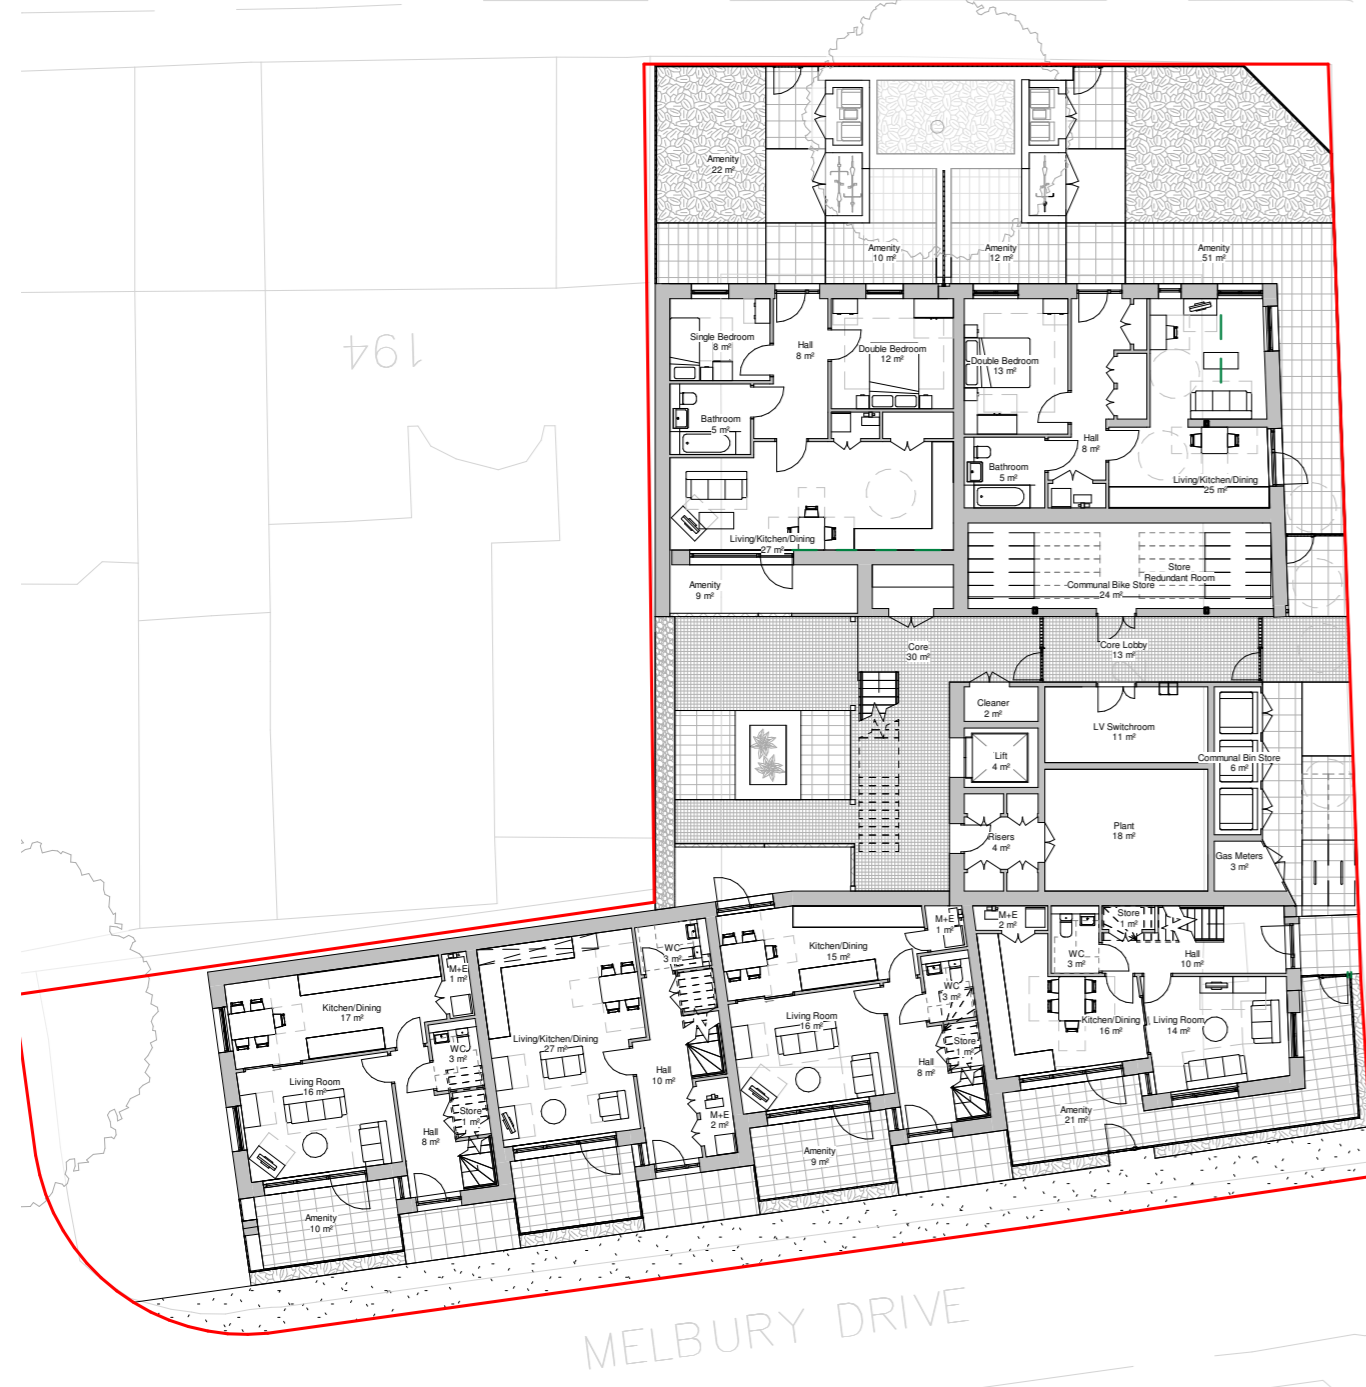 Amenity
22 m²
Amenity
10 m²
Amenity
12 m²
Amenity
51 m²
194
Single Bedroom
8 m²
Hall
8 m²
Double Bedroom
12 m²
Double Bedroom
13 m²
Bathroom
5 m²
Hall
8 m²
Bathroom
5 m²
Living/Kitchen/Dining
25 m²
Living/Kitchen/Dining
27 m²
Amenity
9 m²
Store
Redundant Room
Communal Bike Store
24 m²
Core
30 m²
Core Lobby
13 m²
Cleaner
2 m²
LV Switchroom
11 m²
Lift
4 m²
Communal Bin Store
6 m²
Risers
4 m²
Plant
18 m²
Gas Meters
3 m²
M+E
1 m²
M+E
2 m²
Store
1 m²
Kitchen/Dining
15 m²
WC
3 m²
WC
3 m²
Hall
10 m²
M+E
1 m²
WC
3 m²
Kitchen/Dining
17 m²
Living Room
16 m²
Kitchen/Dining
16 m²
Living Room
14 m²
Living/Kitchen/Dining
27 m²
WC
3 m²
Store
1 m²
Hall
10 m²
Hall
8 m²
Living Room
16 m²
Store
1 m²
Hall
8 m²
M+E
2 m²
Amenity
21 m²
Amenity
9 m²
Amenity
10 m²
MELBURY DRIVE